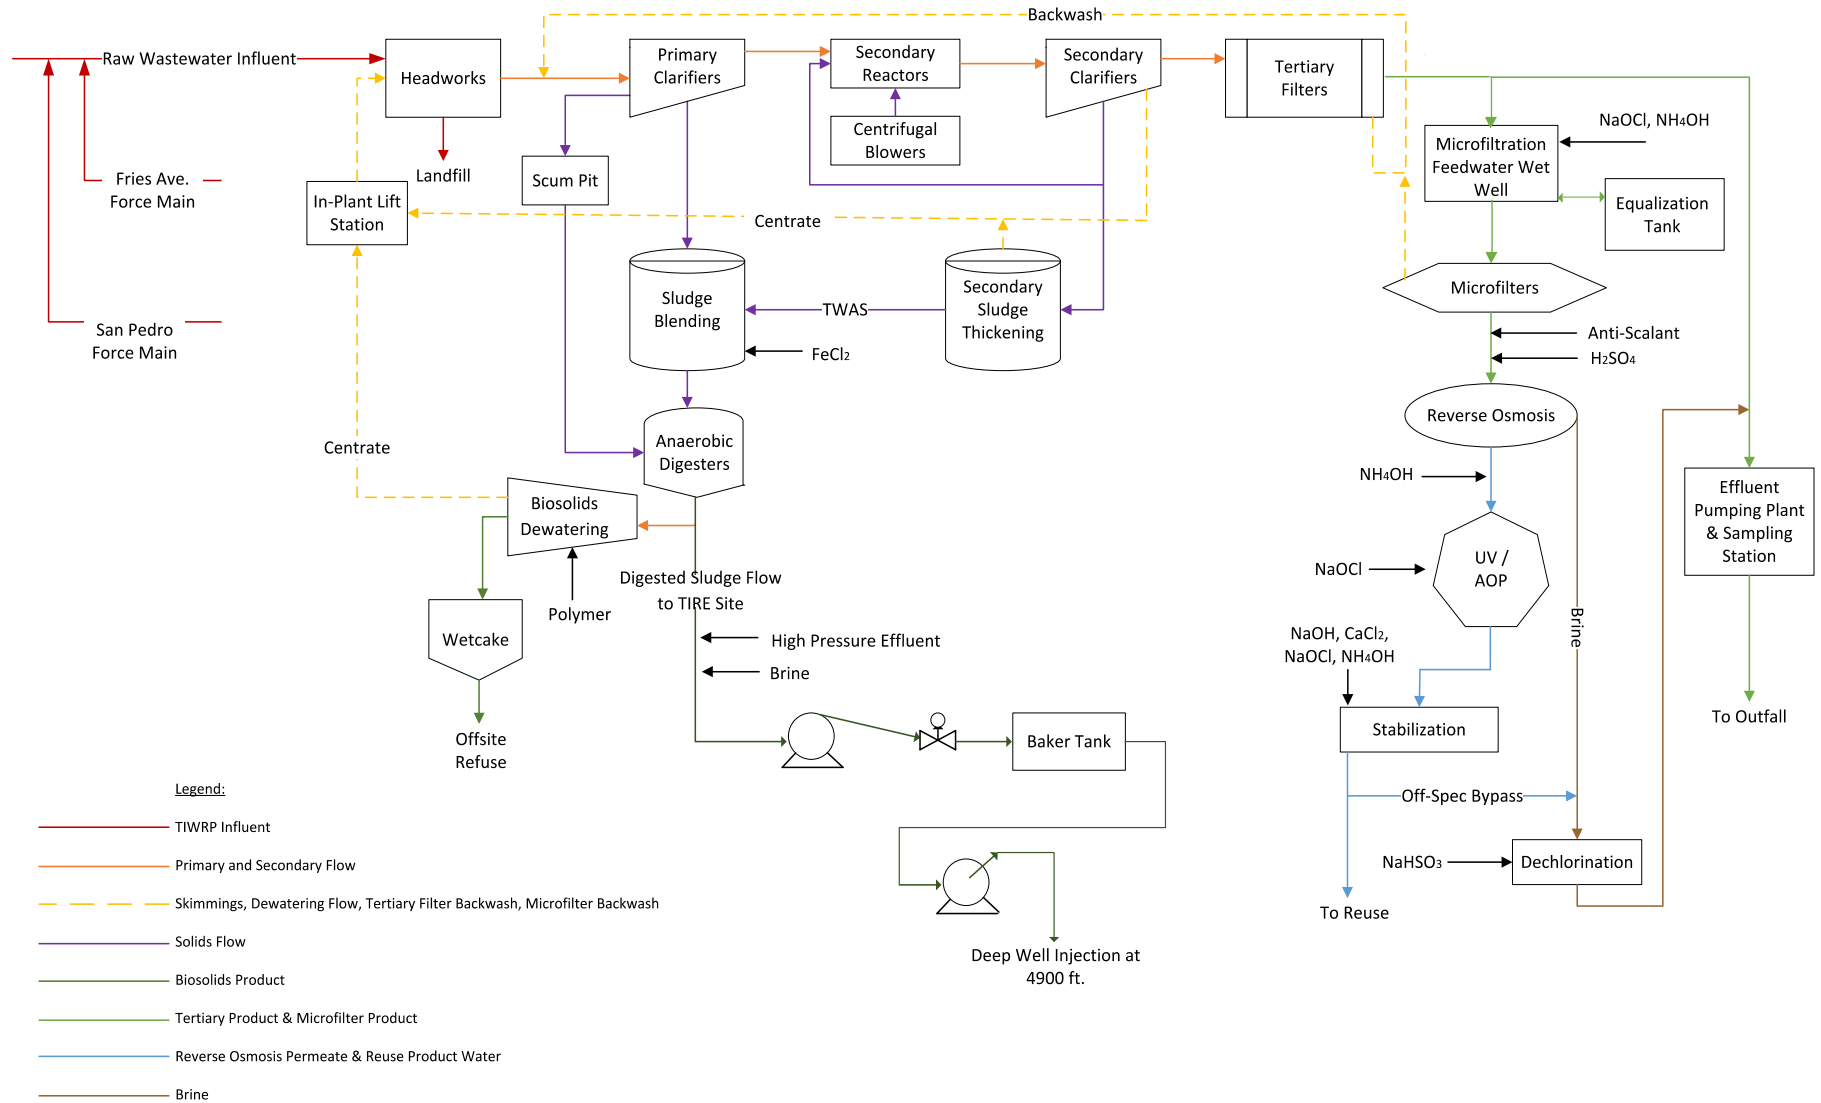 Backwash
Raw Wastewater Influent
Headworks
Primary
Clarifiers
Secondary
Reactors
Secondary
Clarifiers
Tertiary
Filters
Centrifugal
Blowers
NaOCl, NH4OH
Microfiltration
Feedwater Wet
Well
Landfill
Scum Pit
Fries Ave.
Force Main
In-Plant Lift
Station
Centrate
Equalization
Tank
San Pedro
Force Main
Sludge
Blending
TWAS
Secondary
Sludge
Thickening
Microfilters
FeCl2
Anti-Scalant
H2SO4
Reverse Osmosis
Centrate
Anaerobic
Digesters
NH4OH
Effluent
Pumping Plant
& Sampling
Station
Biosolids
Dewatering
UV /
AOP
NaOCl
Digested Sludge Flow
to TIRE Site
Polymer
Brine
Wetcake
High Pressure Effluent
Brine
NaOH, CaCl2,
NaOCl, NH4OH
To Outfall
Stabilization
Baker Tank
Offsite
Refuse
Off-Spec Bypass
NaHSO3
Dechlorination
To Reuse
Deep Well Injection at
4900 ft.
Legend:
TIWRP Influent
Primary and Secondary Flow
Skimmings, Dewatering Flow, Tertiary Filter Backwash, Microfilter Backwash
Solids Flow
Biosolids Product
Tertiary Product & Microfilter Product
Reverse Osmosis Permeate & Reuse Product Water
Brine